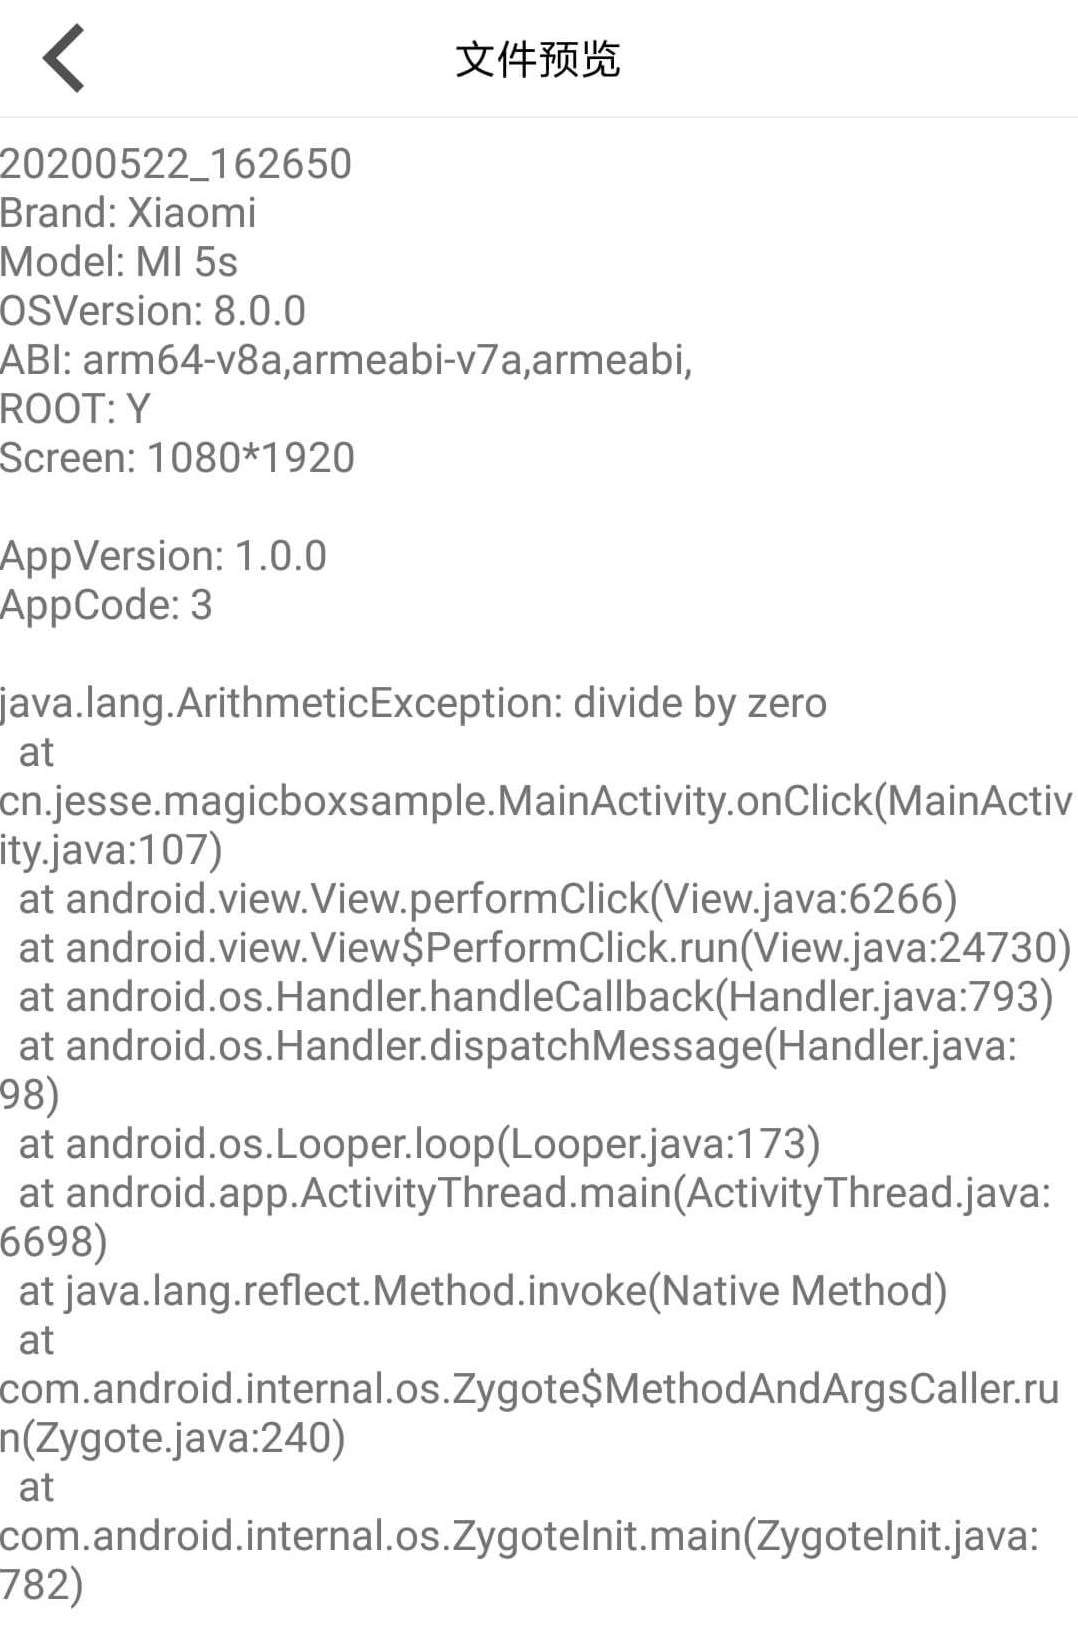 文件预览
20200522_162650
Brand: Xiaomi
Model: MI 5s
OSVersion: 8.0.0
ABI: arm64-v8a,armeabi-v7a,armeabi,
ROOT: Y
Screen: 1080*1920
AppVersion: 1.0.0
AppCode: 3
java.lang.ArithmeticException: divide by zero
at
cn.jesse.magicboxsample.MainActivity.onClick(MainActiv
ity.java:107)
at android.view.View.performClick(View.java:6266)
at android.view.View$PerformClick.run(View.java:24730)
at android.os.Handler.handleCallback(Handler.java:793)
at android.os.Handler.dispatchMessage(Handler.java:
98)
at android.os.Looper.loop(Looper.java:173)
at android.app.ActivityThread.main(ActivityThread.java:
6698)
at java.lang.reflect.Method.invoke(Native Method)
at
com.android.internal.os.Zygote$MethodAndArgsCaller.ru
n(Zygote.java:240)
at
com.android.internal.os.ZygoteInit.main(ZygoteInit.java:
782)